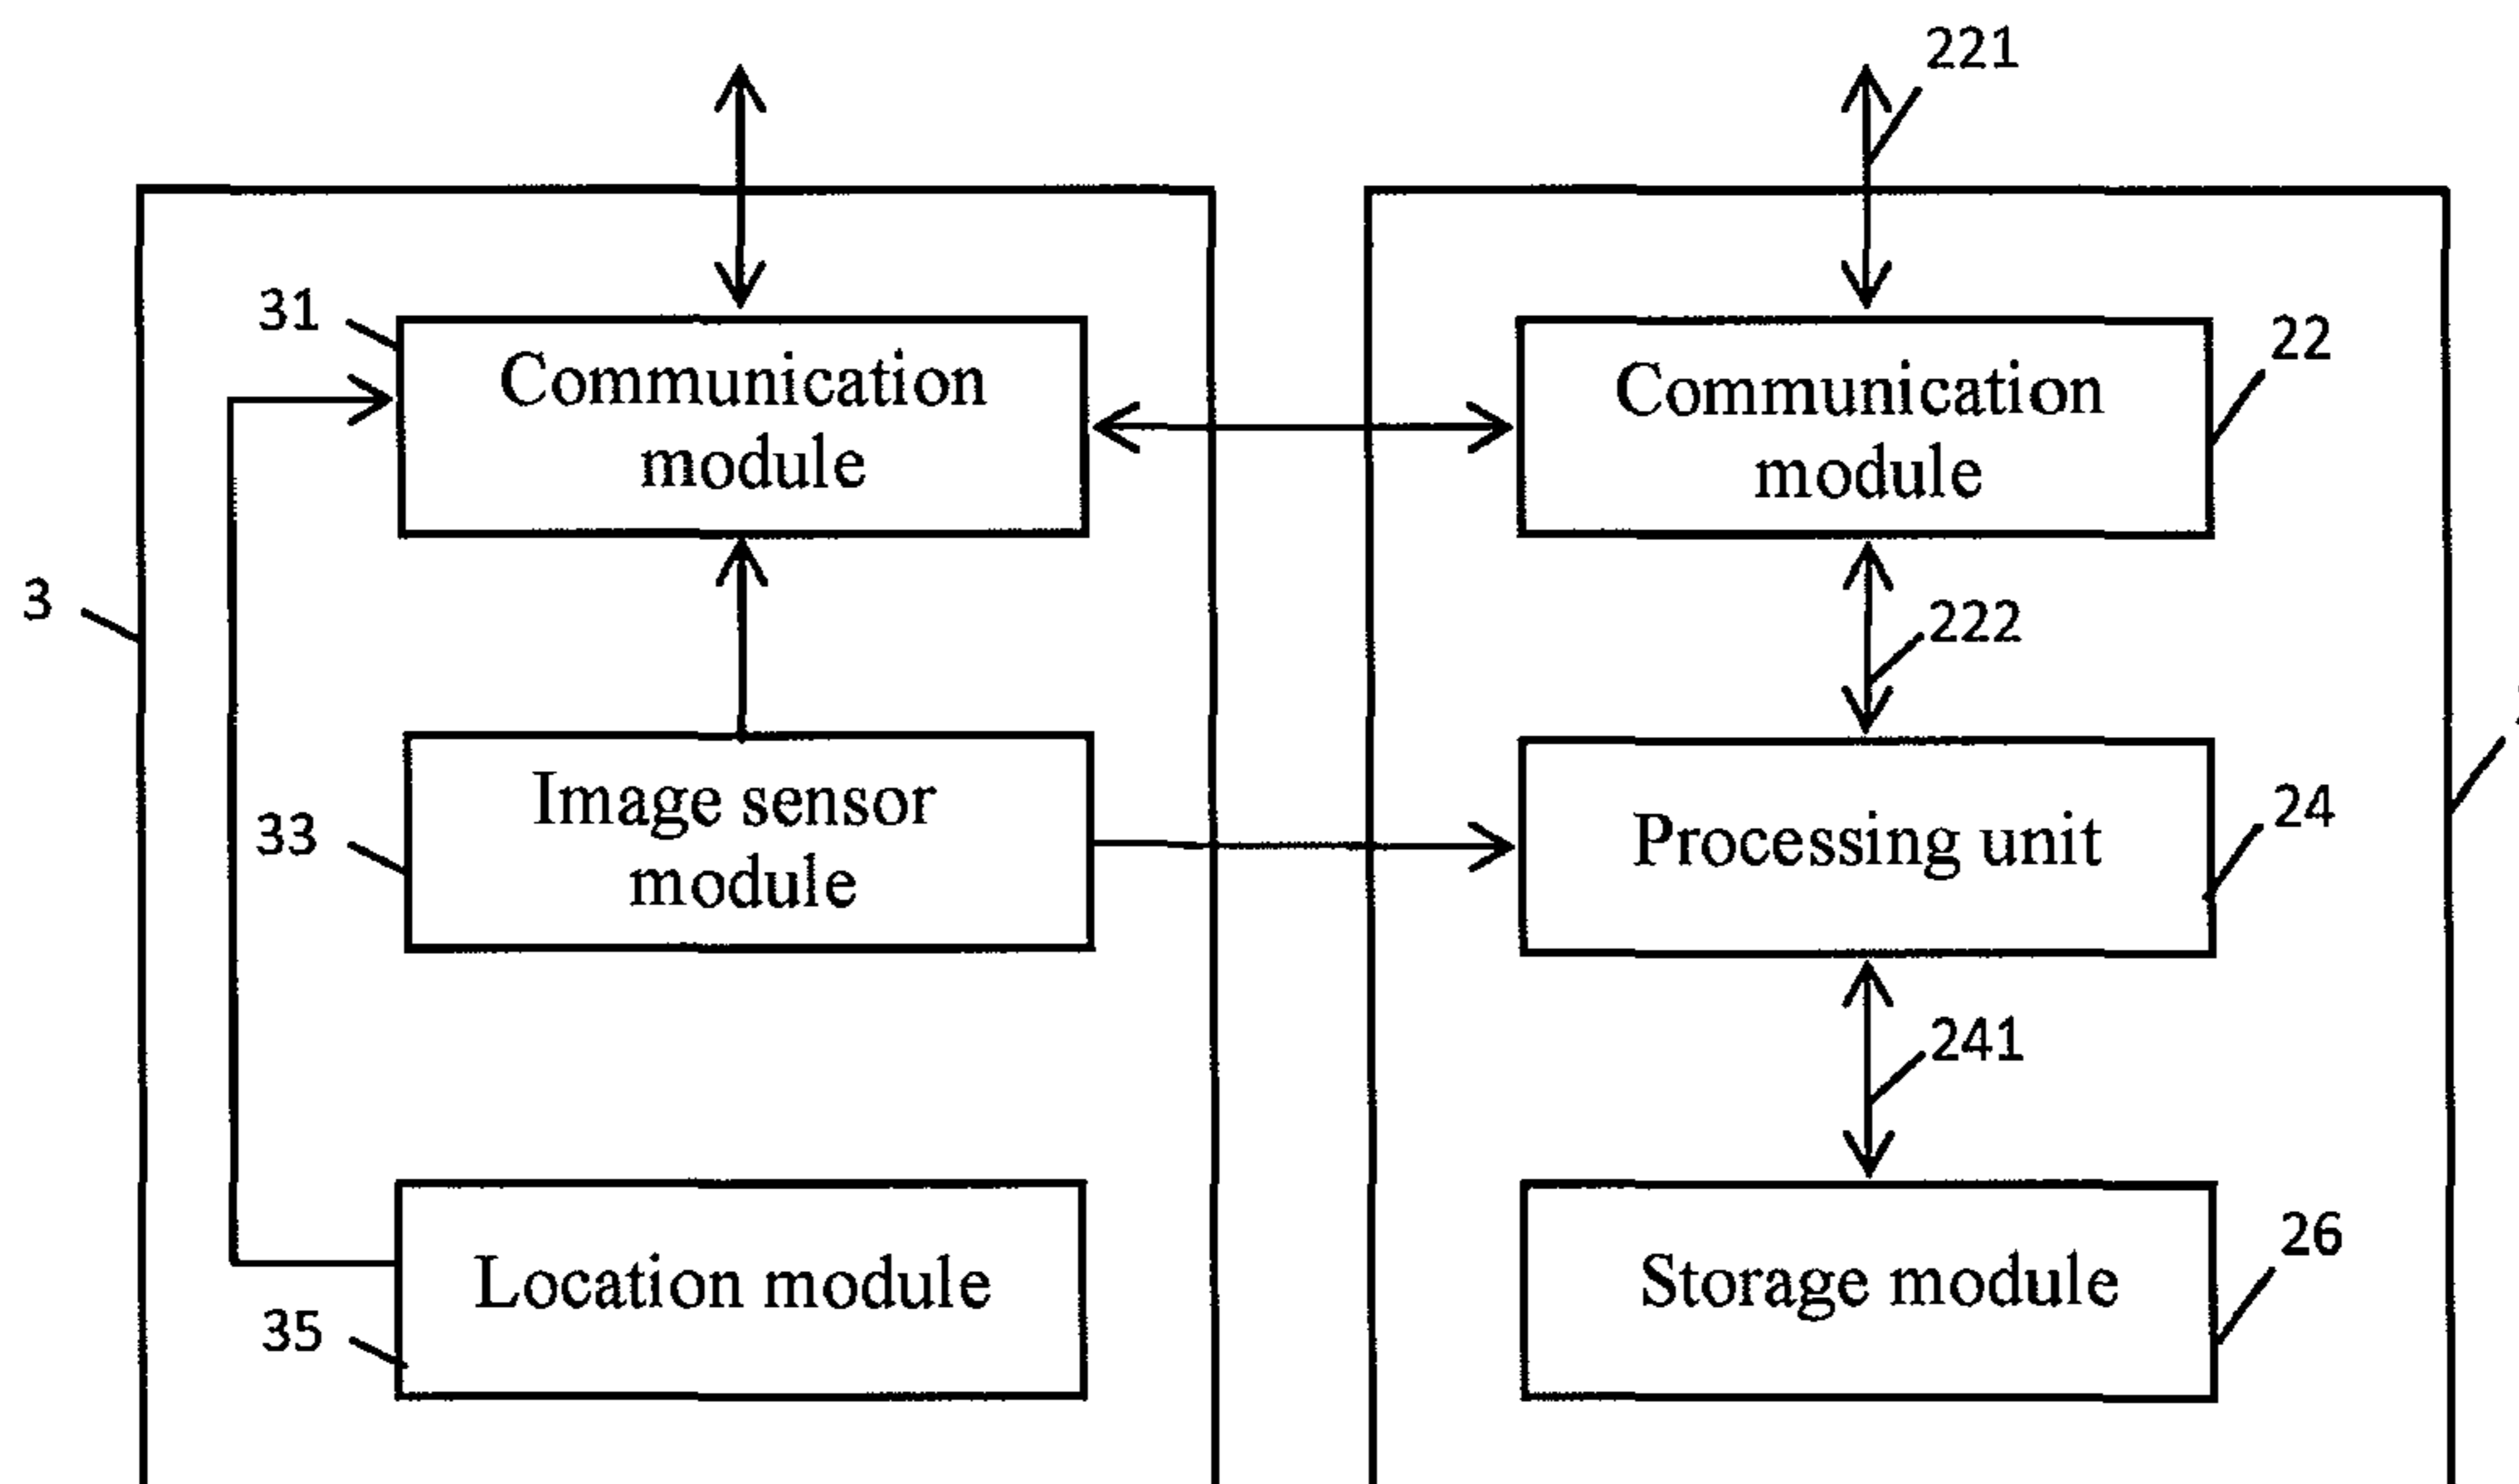 221
31
Communication
module
22
Communication
module
3
222
33
Image sensor
module
24
Processing unit
241
35
Location module
26
Storage module